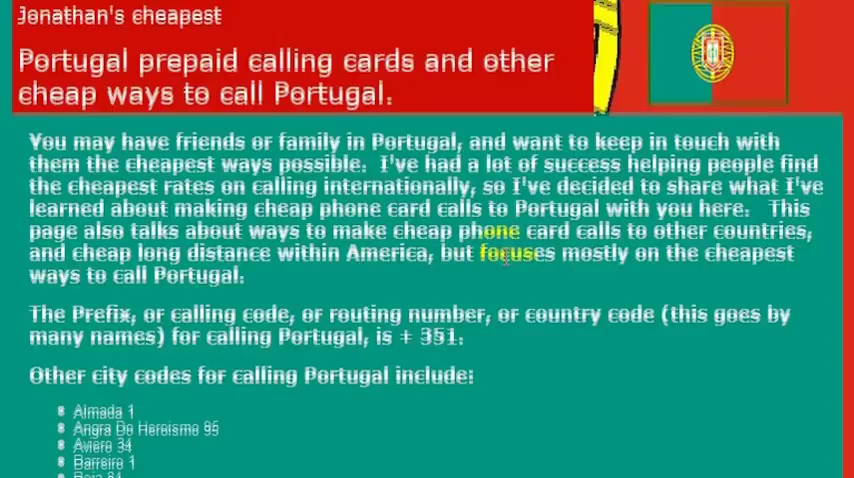 Jonathan's cheapest
Portugal prepaid calling cards and other
cheap ways to call Portugal.
You may have friends or family in Portugal, and want to keep in touch with
them the cheapest ways possible. I've had a lot of success helping people find
the cheapest rates on calling internationally, so I've decided to share what I've
learned about making cheap phone card calls to Portugal with you here. This
page also talks about ways to make cheap phone card calls to other countries,
and cheap long distance within America, but focuses mostly on the cheapest
ways to call Portugal.
The Prefix, or calling code, or routing number, or country code (this goes by
many names) for calling Portugal, is + 351.
Other city codes for calling Portugal include:
Almada 1
Angra Do Heroismo 95
Aviero 34
Barreiro 1